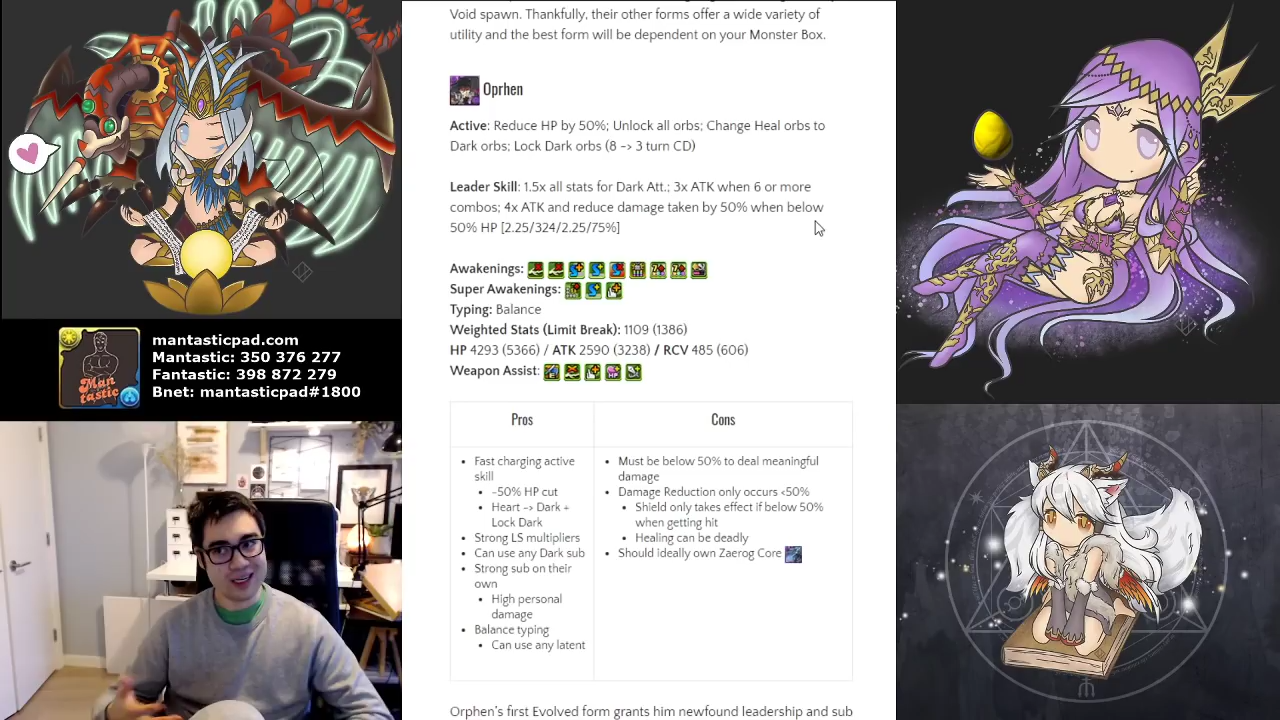 Void spawn. Thankfully, their other forms offer a wide variety of
utility and the best form will be dependent on your Monster Box.
Oprhen
Active: Reduce HP by 50%; Unlock all orbs; Change Heal orbs to
Dark orbs; Lock Dark orbs (8 -> 3 turn CD)
Leader Skill: 1.5x all stats for Dark Att.; 3x ATK when 6 or more
combos; 4x ATK and reduce damage taken by 50% when below
50% HP [2.25/324/2.25/75%]
Awakenings:
Super Awakenings:
Typing: Balance
Weighted Stats (Limit Break): 1109 (1386)
HP 4293 (5366) / ATK 2590 (3238) / RCV 485 (606)
Weapon Assist:
Pros
Fast charging active
skill
-50% HP cut
Heart -> Dark +
Lock Dark
Strong LS multipliers
Can use any Dark sub
Strong sub on their
own
High personal
damage
Balance typing
Can use any latent
Cons
Must be below 50% to deal meaningful
damage
Damage Reduction only occurs <50%
Shield only takes effect if below 50%
when getting hit
Healing can be deadly
Should ideally own Zaerog Core
Orphen's first Evolved form grants him newfound leadership and sub
mantasticpad.com
Mantastic: 350 376 277
Fantastic: 398 872 279
Bnet: mantasticpad#1800
Man
tastic